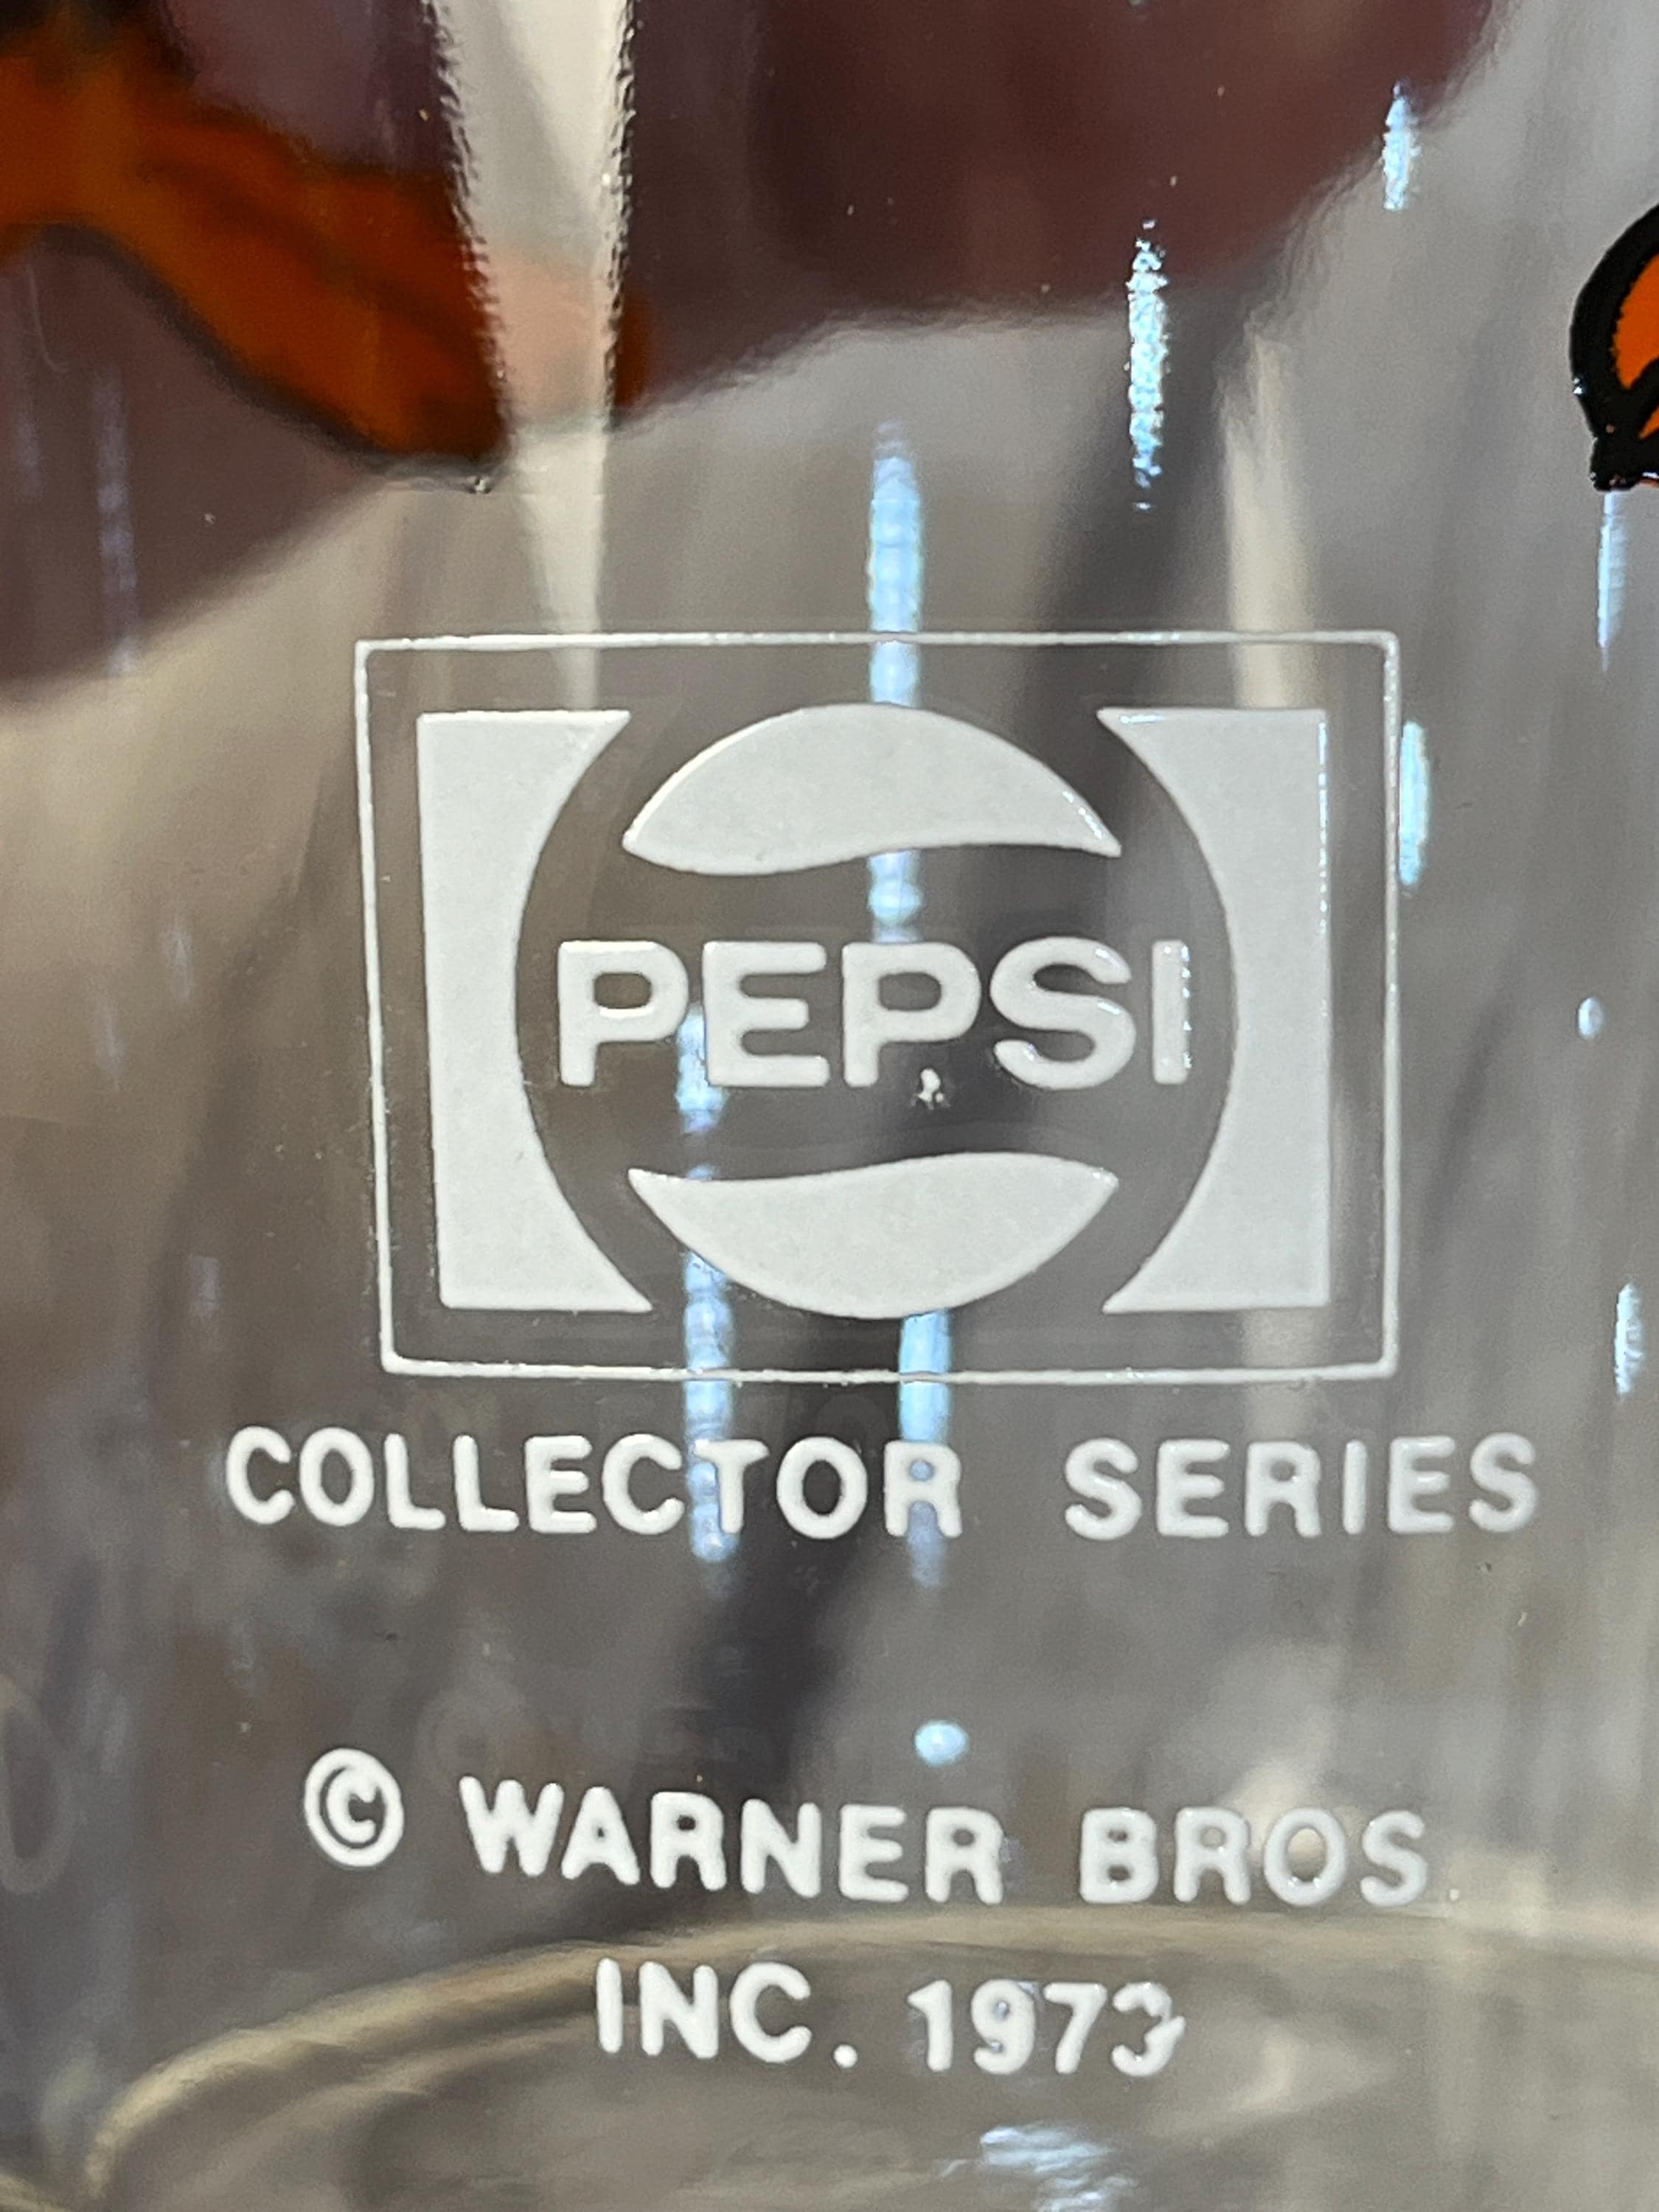 PEPSI
COLLECTOR SERIES
© WARNER BROS.
INC. 1973